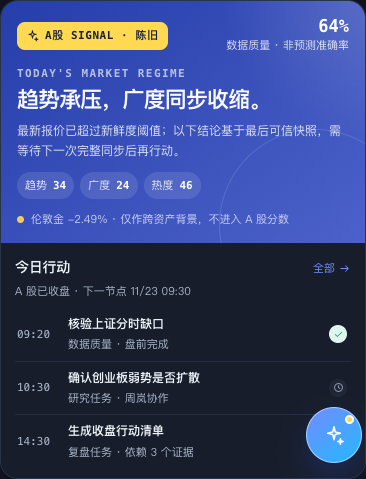 A股 SIGNAL · 陈旧
64%
数据质量 · 非预测准确率
TODAY'S MARKET REGIME
趋势承压，广度同步收缩。
最新报价已超过新鲜度阈值；以下结论基于最后可信快照，需
等待下一次完整同步后再行动。
趋势 34
广度 24
热度 46
伦敦金 −2.49% · 仅作跨资产背景，不进入 A 股分数
今日行动
全部 →
A 股已收盘 · 下一节点 11/23 09:30
09:20
核验上证分时缺口
数据质量 · 盘前完成
10:30
确认创业板弱势是否扩散
研究任务 · 周岚协作
14:30
生成收盘行动清单
复盘任务 · 依赖 3 个证据